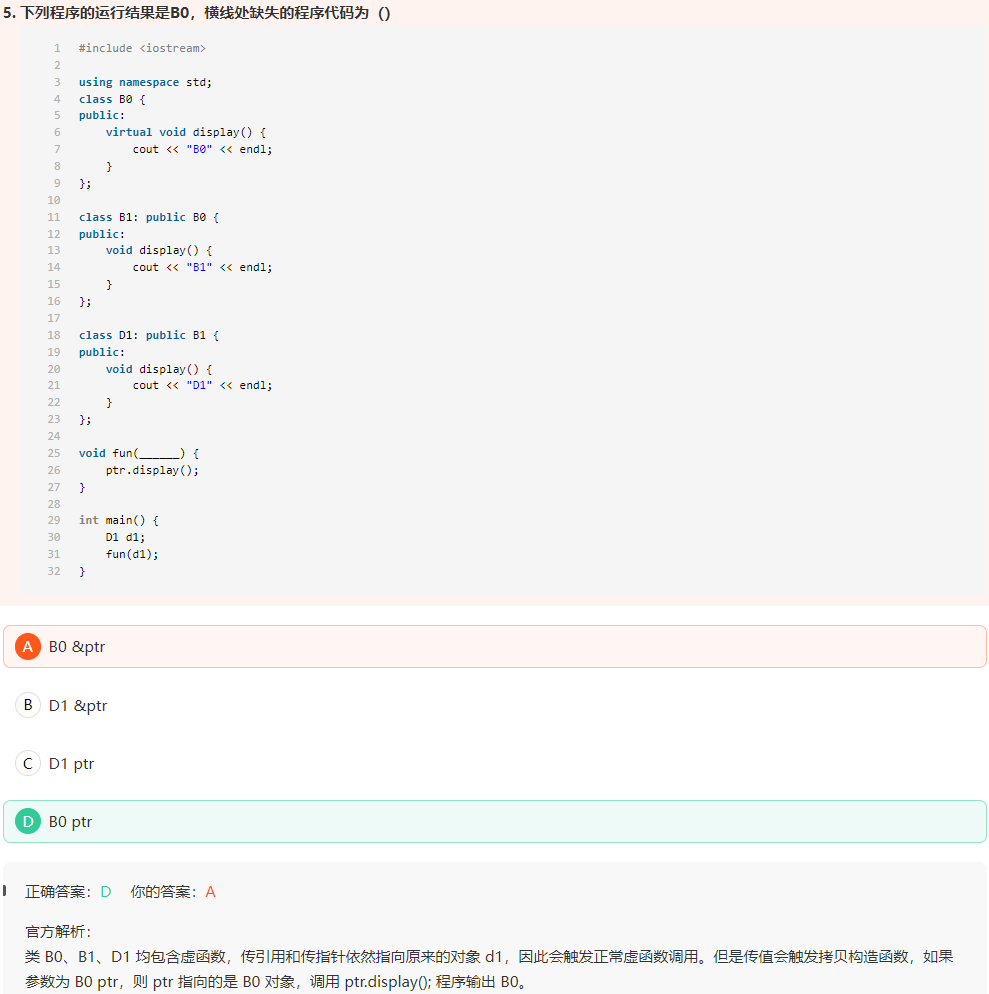 5. 下列程序的运行结果是B0，横线处缺失的程序代码为（）
1 #include <iostream>
2
3 using namespace std;
4 class B0 {
5 public:
6     virtual void display() {
7         cout << "B0" << endl;
8     }
9 };
10
11 class B1: public B0 {
12 public:
13     void display() {
14         cout << "B1" << endl;
15     }
16 };
17
18 class D1: public B1 {
19 public:
20     void display() {
21         cout << "D1" << endl;
22     }
23 };
24
25 void fun(______) {
26     ptr.display();
27 }
28
29 int main() {
30     D1 d1;
31     fun(d1);
32 }
A B0 &ptr
B D1 &ptr
C D1 ptr
D B0 ptr
正确答案：D 你的答案：A
官方解析：
类 B0、B1、D1 均包含虚函数，传引用和传指针依然指向原来的对象 d1，因此会触发正常虚函数调用。但是传值会触发拷贝构造函数，如果
参数为 B0 ptr，则 ptr 指向的是 B0 对象，调用 ptr.display(); 程序输出 B0。